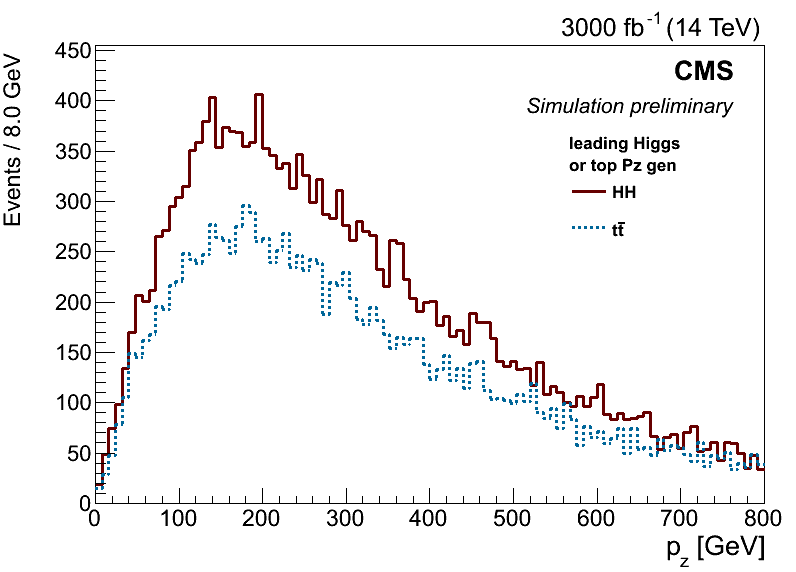 3000 fb⁻¹ (14 TeV)
CMS
Simulation preliminary
leading Higgs
or top Pz gen
HH
tt̄
Events / 8.0 GeV
450
400
350
300
250
200
150
100
50
0
0 100 200 300 400 500 600 700 800
p_z [GeV]